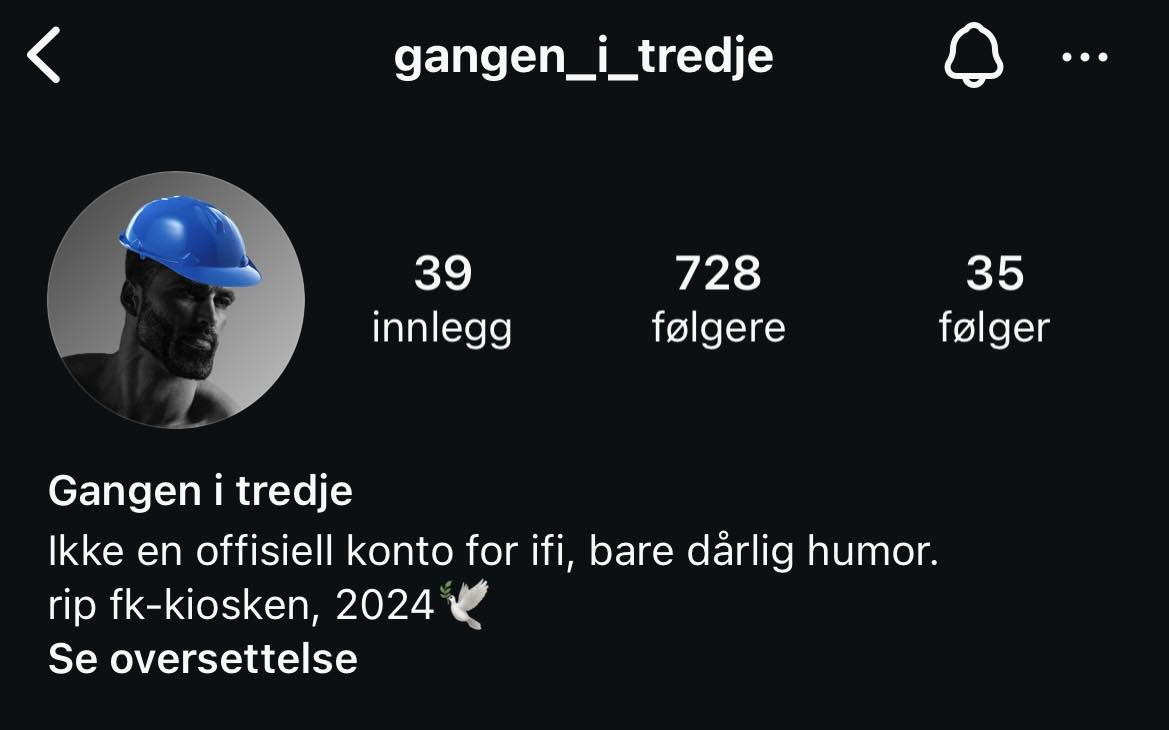 gangen_i_tredje
39 728 35
innlegg følgere følger
Gangen i tredje
Ikke en offisiell konto for ifi, bare dårlig humor.
rip fk-kiosken, 2024🕊️
Se oversettelse